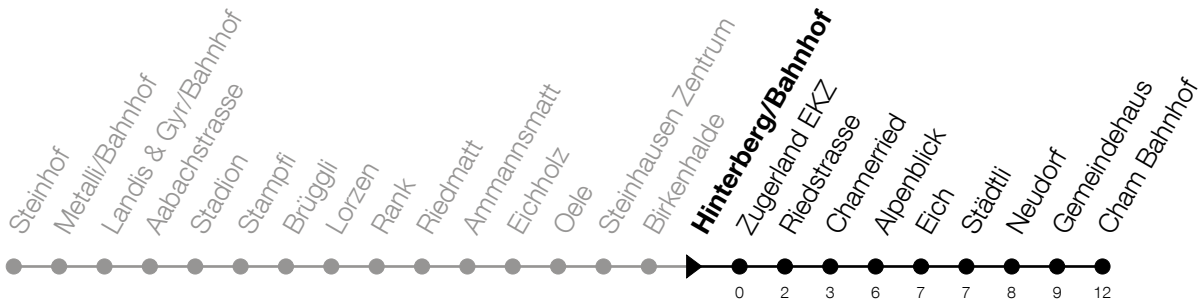 Steinhof
Metalli/Bahnhof
Landis & Gyr/Bahnhof
Aabachstrasse
Stadion
Stampfi
Brüggli
Lorzen
Rank
Riedmatt
Ammannsmatt
Eichholz
Oele
Steinhausen Zentrum
Birkenhalde
Hinterberg/Bahnhof
Zugerland EKZ
Riedstrasse
Chamerried
Alpenblick
Eich
Städtli
Neudorf
Gemeindehaus
Cham Bahnhof
0 2 3 6 7 7 8 9 12